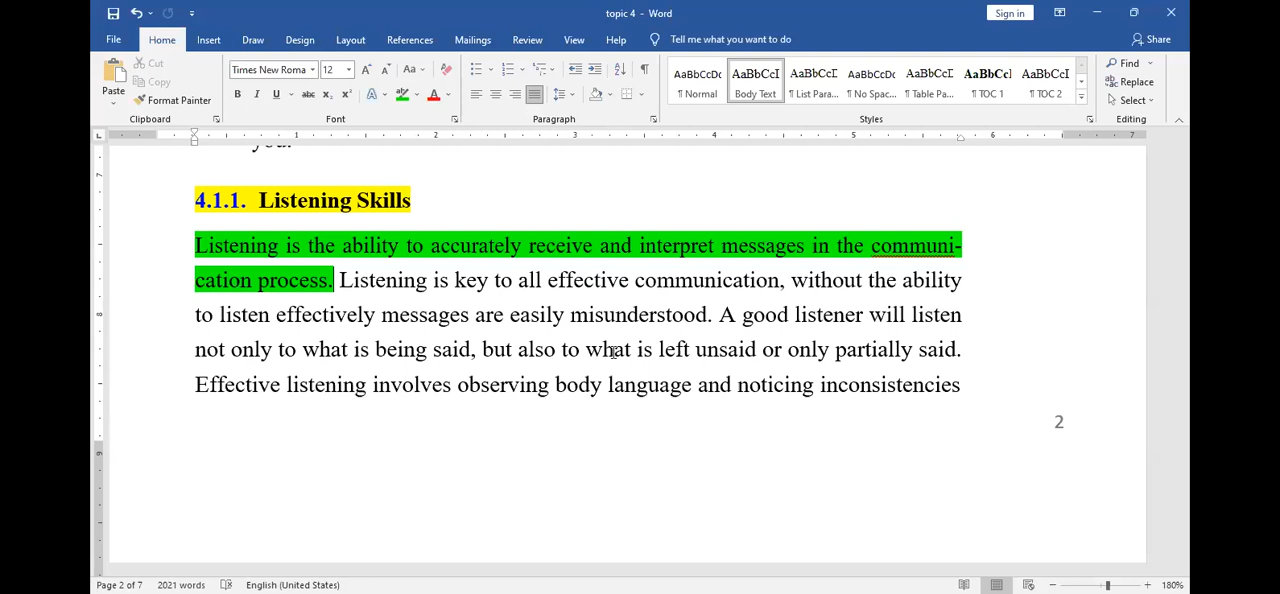 topic 4 - Word
Sign in
File Home Insert Draw Design Layout References Mailings Review View Help Tell me what you want to do Share
Paste
Cut
Copy
Format Painter
Clipboard
Times New Roma 12
Font
Paragraph
AaBbCcDc ¶ Normal
AaBbCcI Body Text
AaBbCcI ¶ List Para...
AaBbCcDc ¶ No Spac...
AaBbCcI ¶ Table Pa...
AaBbCcI ¶ TOC 1
AaBbCcI ¶ TOC 2
Styles
Find
Replace
Select
Editing
you.
4.1.1. Listening Skills
Listening is the ability to accurately receive and interpret messages in the communi-
cation process. Listening is key to all effective communication, without the ability
to listen effectively messages are easily misunderstood. A good listener will listen
not only to what is being said, but also to what is left unsaid or only partially said.
Effective listening involves observing body language and noticing inconsistencies
2
Page 2 of 7 2021 words English (United States) 180%